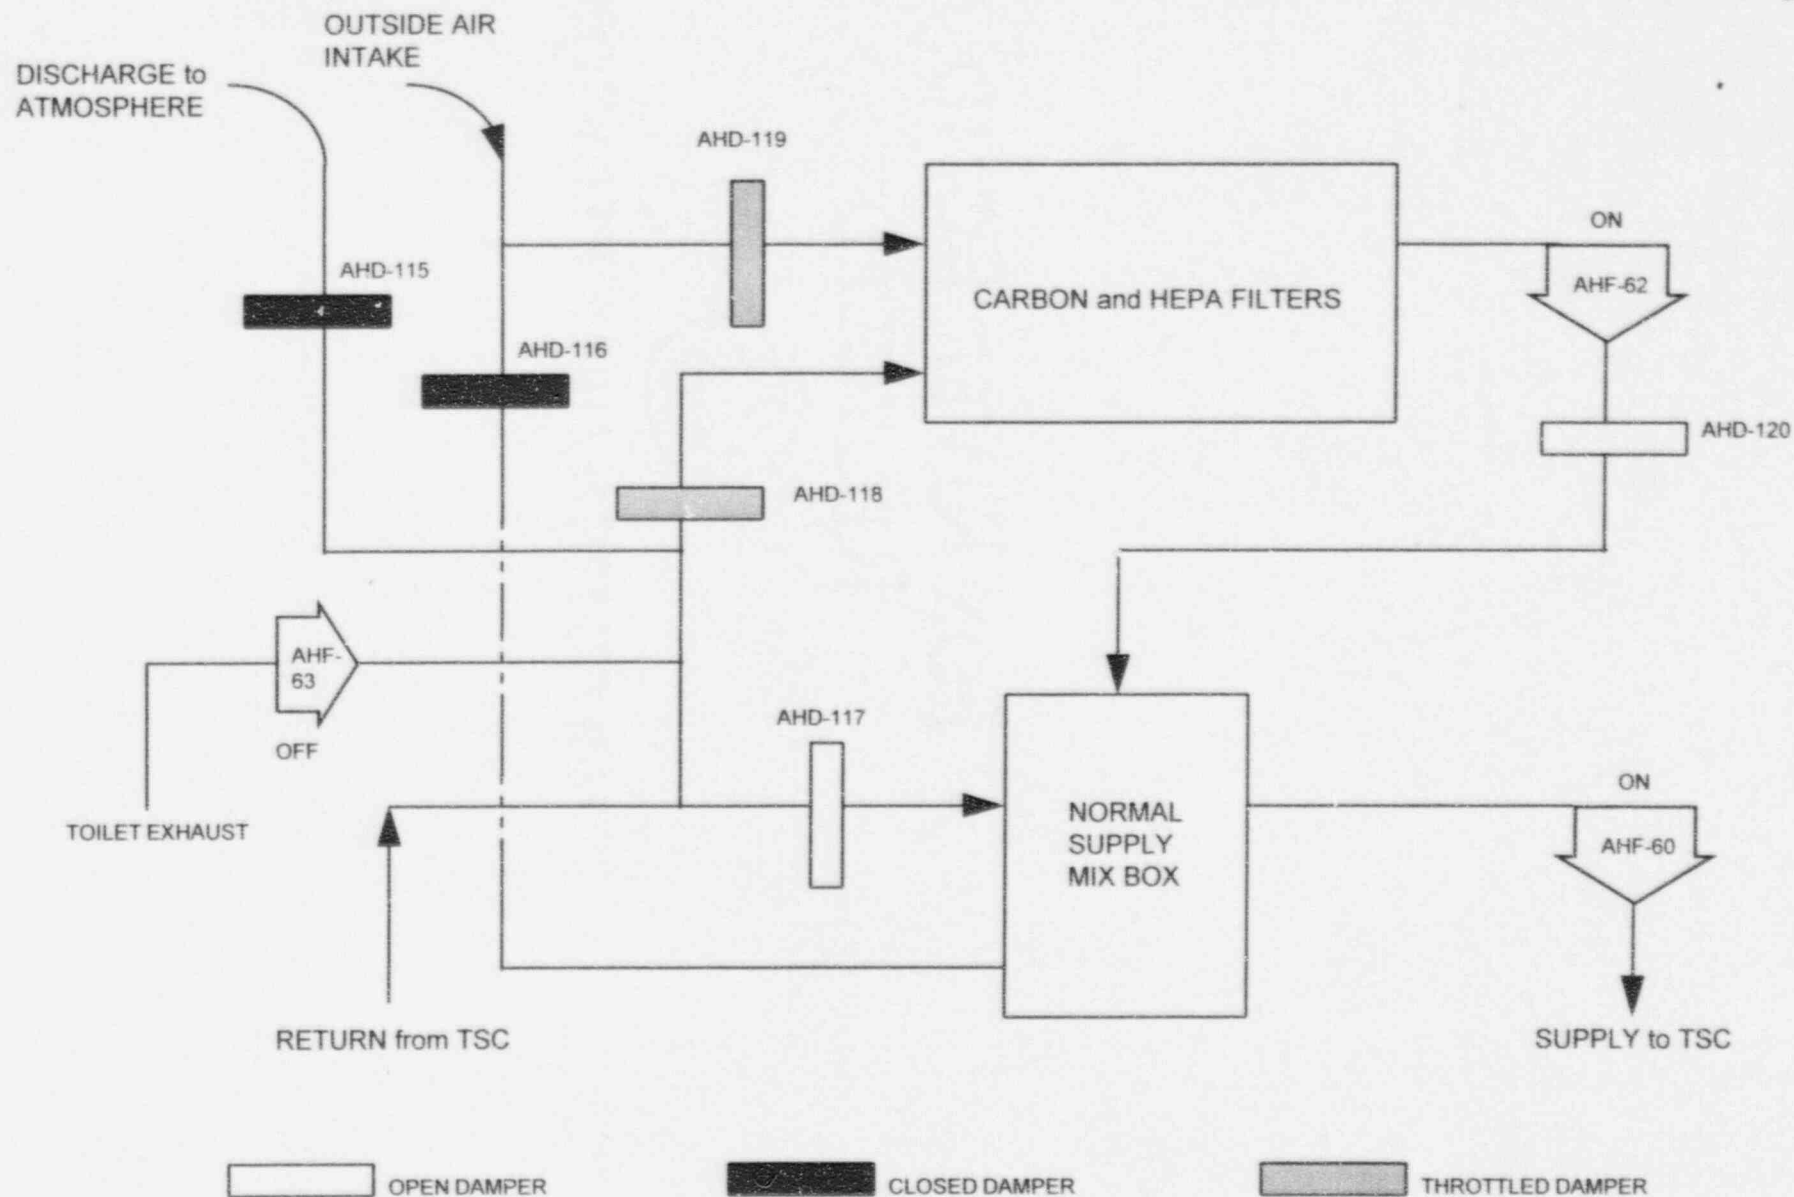 OUTSIDE AIR
INTAKE
DISCHARGE to
ATMOSPHERE
AHD-119
ON
AHD-115
AHF-62
CARBON and HEPA FILTERS
AHD-116
AHD-120
AHD-118
AHF-
63
AHD-117
OFF
ON
NORMAL
SUPPLY
MIX BOX
TOILET EXHAUST
AHF-60
RETURN from TSC
SUPPLY to TSC
OPEN DAMPER
CLOSED DAMPER
THROTTLED DAMPER